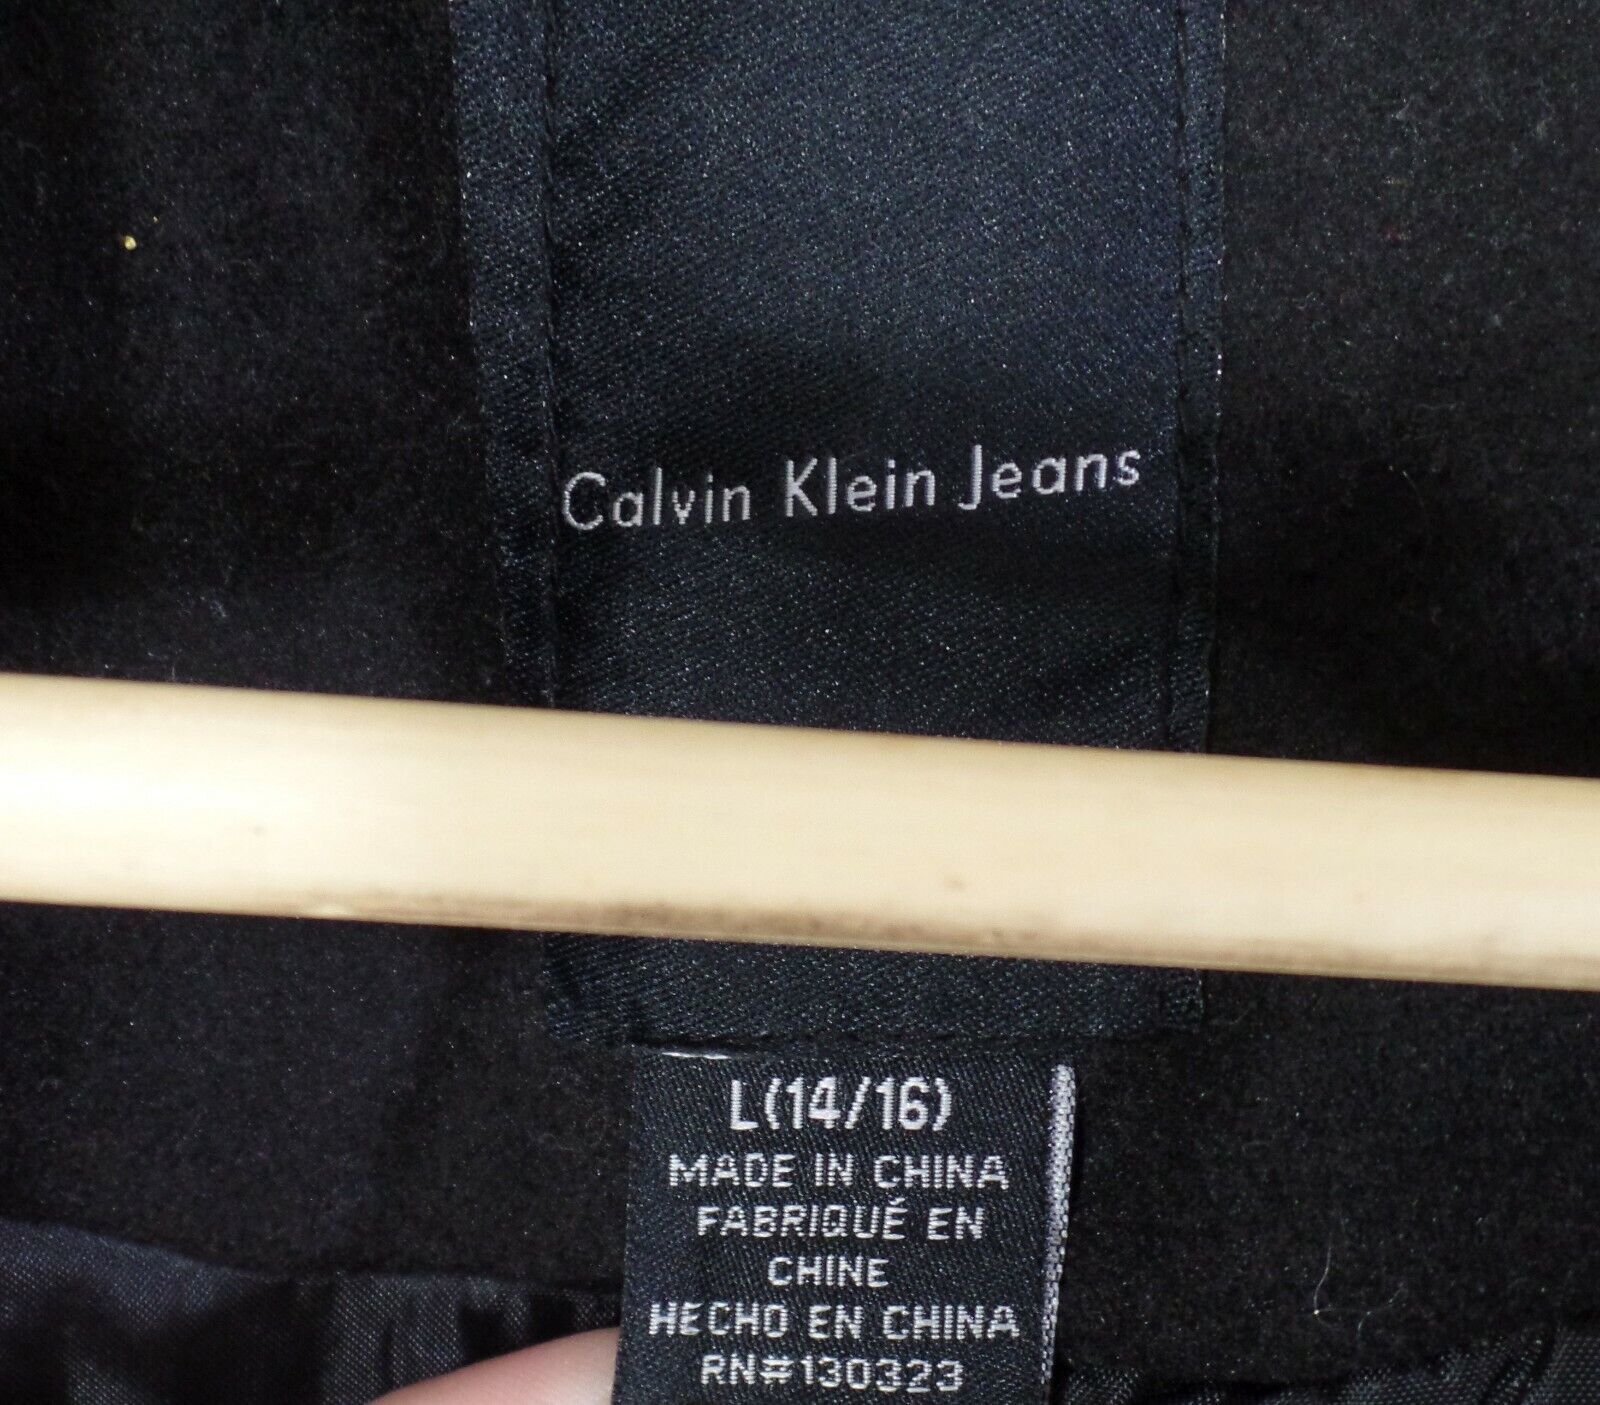 Calvin Klein Jeans
L(14/16)
MADE IN CHINA
FABRIQUÉ EN
CHINE
HECHO EN CHINA
RN#130323